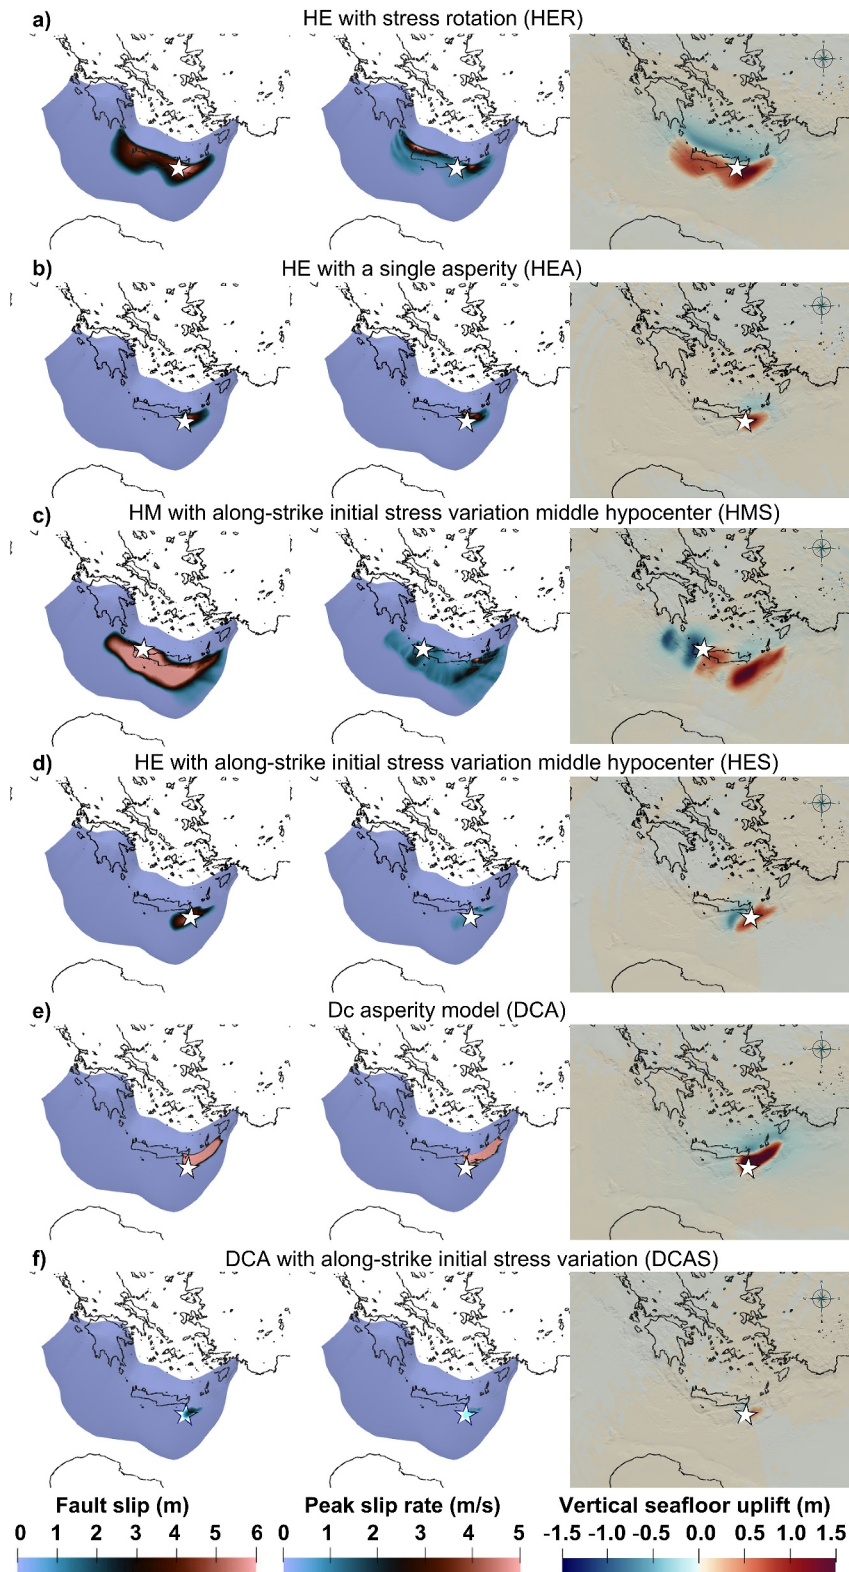 a) HE with stress rotation (HER)
b) HE with a single asperity (HEA)
c) HM with along-strike initial stress variation middle hypocenter (HMS)
d) HE with along-strike initial stress variation middle hypocenter (HES)
e) Dc asperity model (DCA)
f) DCA with along-strike initial stress variation (DCAS)
Fault slip (m) Peak slip rate (m/s) Vertical seafloor uplift (m)
0 1 2 3 4 5 6 0 1 2 3 4 5 -1.5 -1.0 -0.5 0.0 0.5 1.0 1.5